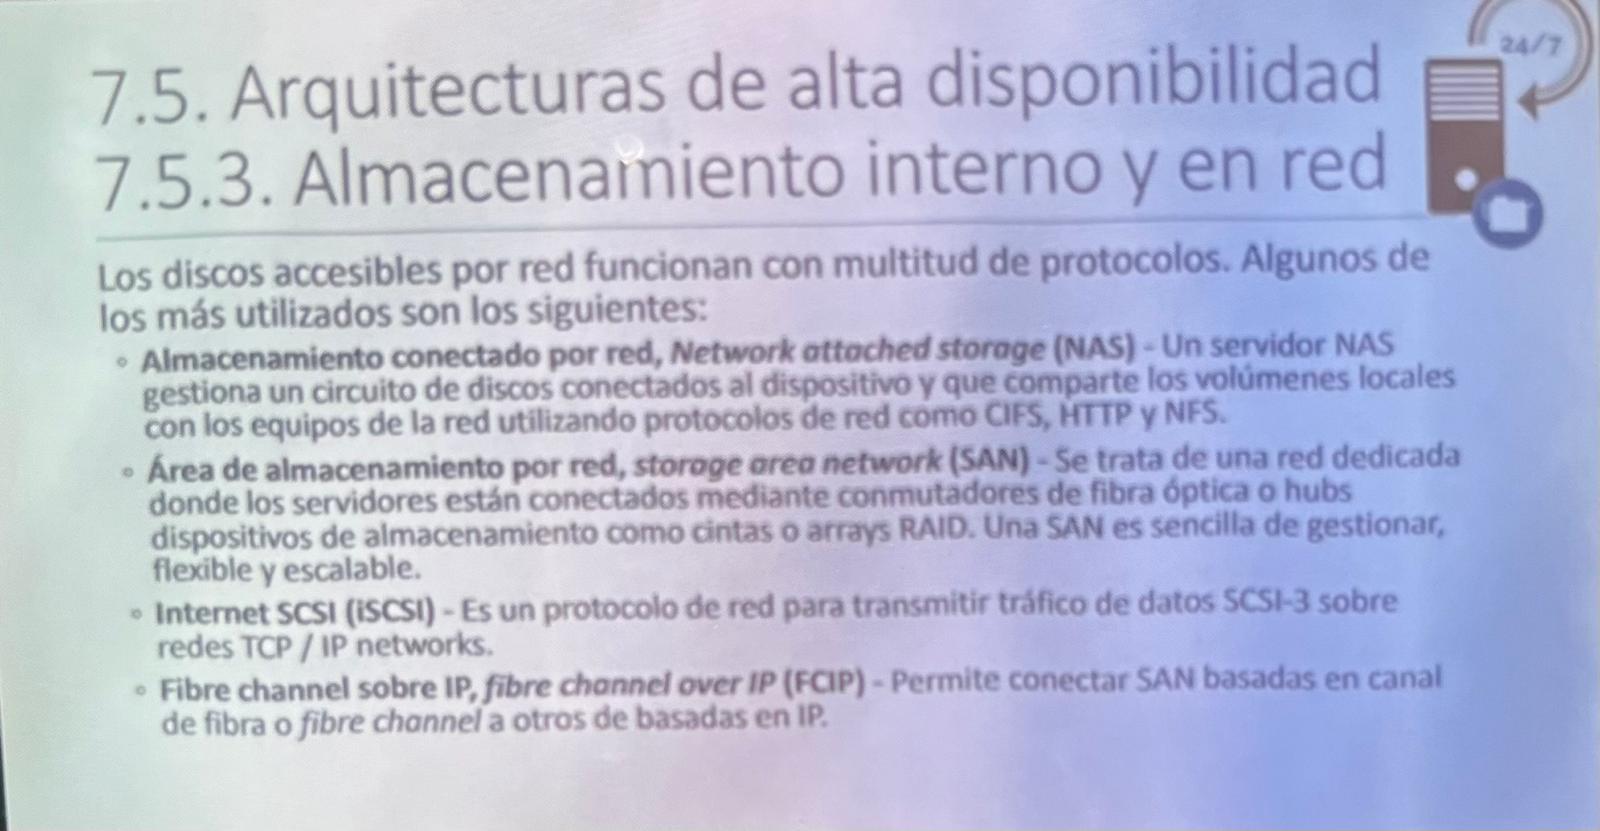 7.5. Arquitecturas de alta disponibilidad
7.5.3. Almacenamiento interno y en red
24/7
Los discos accesibles por red funcionan con multitud de protocolos. Algunos de
los más utilizados son los siguientes:
◦ Almacenamiento conectado por red, Network attached storage (NAS) - Un servidor NAS
gestiona un circuito de discos conectados al dispositivo y que comparte los volúmenes locales
con los equipos de la red utilizando protocolos de red como CIFS, HTTP y NFS.
◦ Área de almacenamiento por red, storage area network (SAN) - Se trata de una red dedicada
donde los servidores están conectados mediante conmutadores de fibra óptica o hubs
dispositivos de almacenamiento como cintas o arrays RAID. Una SAN es sencilla de gestionar,
flexible y escalable.
◦ Internet SCSI (iSCSI) - Es un protocolo de red para transmitir tráfico de datos SCSI-3 sobre
redes TCP / IP networks.
◦ Fibre channel sobre IP, fibre channel over IP (FCIP) - Permite conectar SAN basadas en canal
de fibra o fibre channel a otros de basadas en IP.